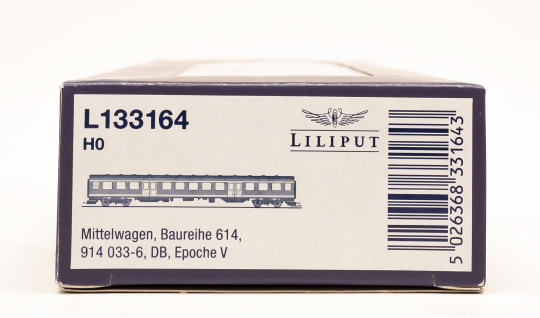 L133164
H0
LILIPUT
Mittelwagen, Baureihe 614,
914 033-6, DB, Epoche V
5 026368 331643